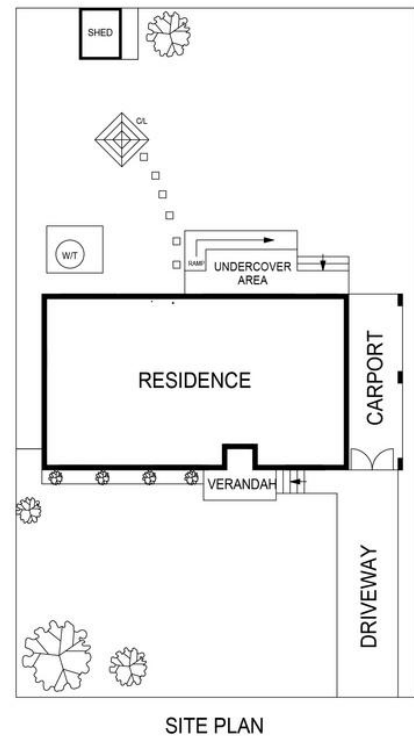 SHED
C/L
W/T
RAMP
UNDERCOVER
AREA
RESIDENCE
CARPORT
VERANDAH
DRIVEWAY
SITE PLAN